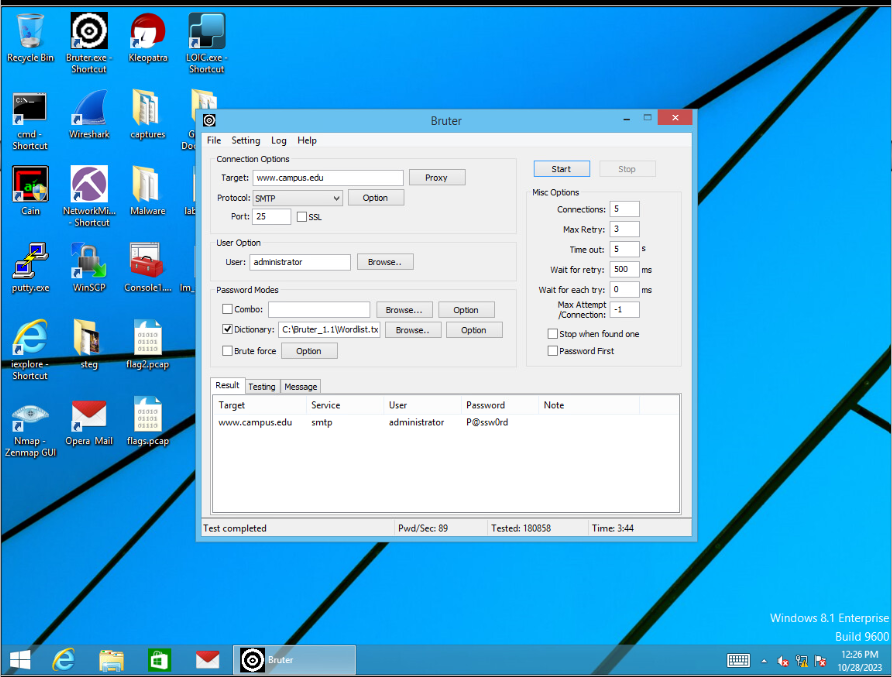 Recycle Bin
Bruter.exe - Shortcut
Kleopatra
LOIC.exe - Shortcut
cmd - Shortcut
Wireshark
captures
Cain
NetworkMi... - Shortcut
Malware
putty.exe
WinSCP
Console1....
lm_
iexplore - Shortcut
steg
flag2.pcap
Nmap - Zenmap GUI
Opera Mail
flags.pcap
Bruter
File Setting Log Help
Connection Options
Target: www.campus.edu Proxy
Protocol: SMTP Option
Port: 25 SSL
User Option
User: administrator Browse..
Password Modes
Combo: Browse... Option
Dictionary: C:\Bruter_1.1\Wordlist.tx Browse.. Option
Brute force Option
Start Stop
Misc Options
Connections: 5
Max Retry: 3
Time out: 5 s
Wait for retry: 500 ms
Wait for each try: 0 ms
Max Attempt
/Connection: -1
Stop when found one
Password First
Result Testing Message
Target Service User Password Note
www.campus.edu smtp administrator P@ssw0rd
Test completed Pwd/Sec: 89 Tested: 180858 Time: 3:44
Windows 8.1 Enterprise
Build 9600
Bruter
12:26 PM
10/28/2023